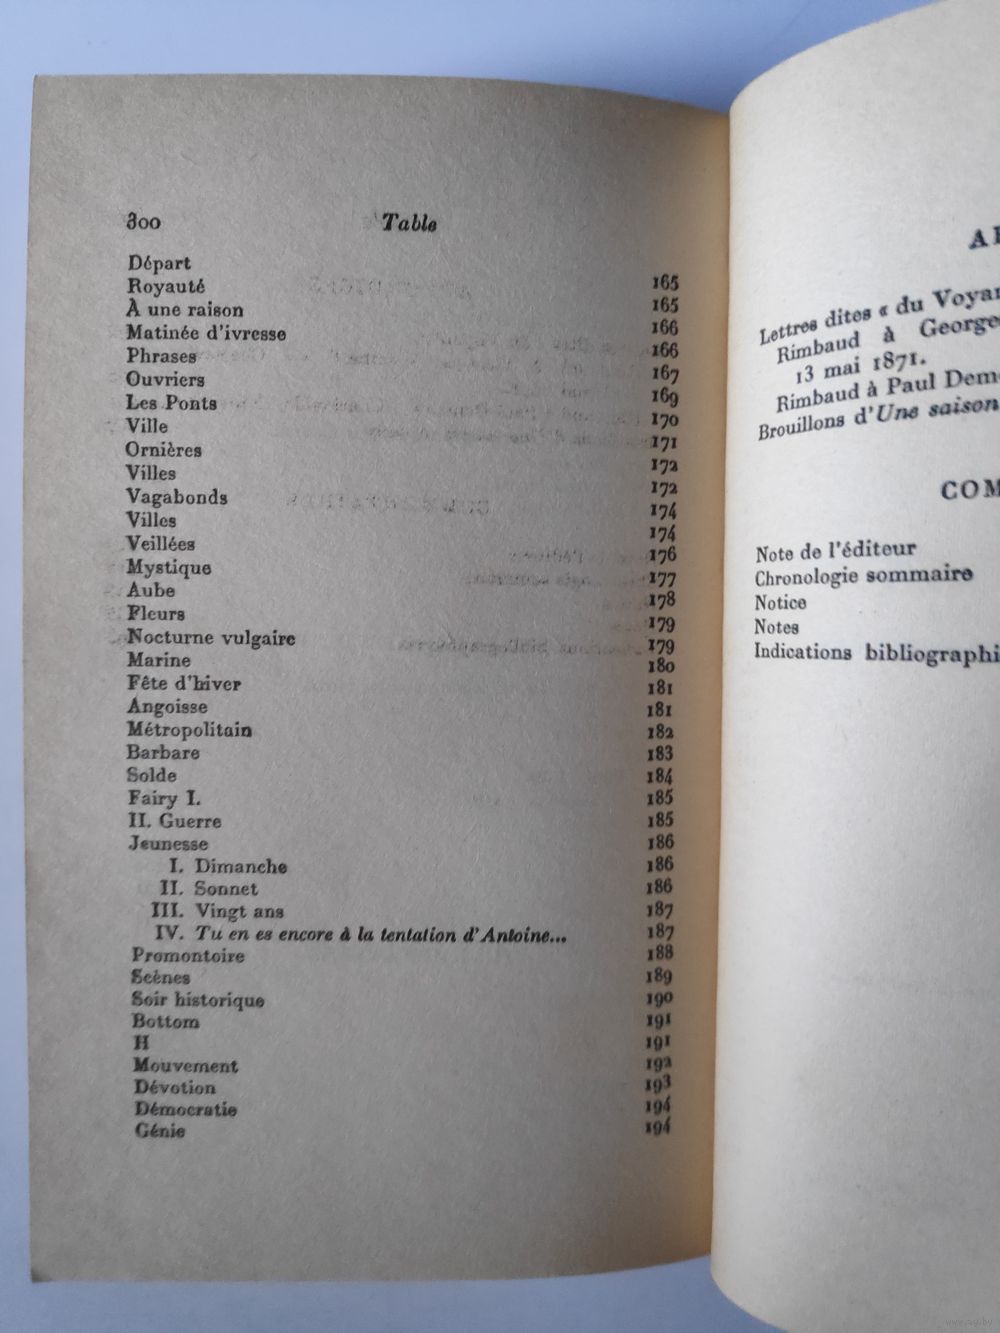 300 Table
Départ 165
Royauté 165
À une raison 166
Matinée d'ivresse 166
Phrases 167
Ouvriers 169
Les Ponts 170
Ville 171
Ornières 172
Villes 172
Vagabonds 174
Villes 174
Veillées 176
Mystique 177
Aube 178
Fleurs 179
Nocturne vulgaire 179
Marine 180
Fête d'hiver 181
Angoisse 181
Métropolitain 182
Barbare 183
Solde 184
Fairy I. 185
II. Guerre 185
Jeunesse 186
I. Dimanche 186
II. Sonnet 186
III. Vingt ans 187
IV. Tu en es encore à la tentation d'Antoine... 187
Promontoire 188
Scènes 189
Soir historique 190
Bottom 191
H 191
Mouvement 192
Dévotion 193
Démocratie 194
Génie 194
Lettres dites « du Voyan
Rimbaud à George
13 mai 1871.
Rimbaud à Paul Dem
Brouillons d'Une saison
COM
Note de l'éditeur
Chronologie sommaire
Notice
Notes
Indications bibliographi